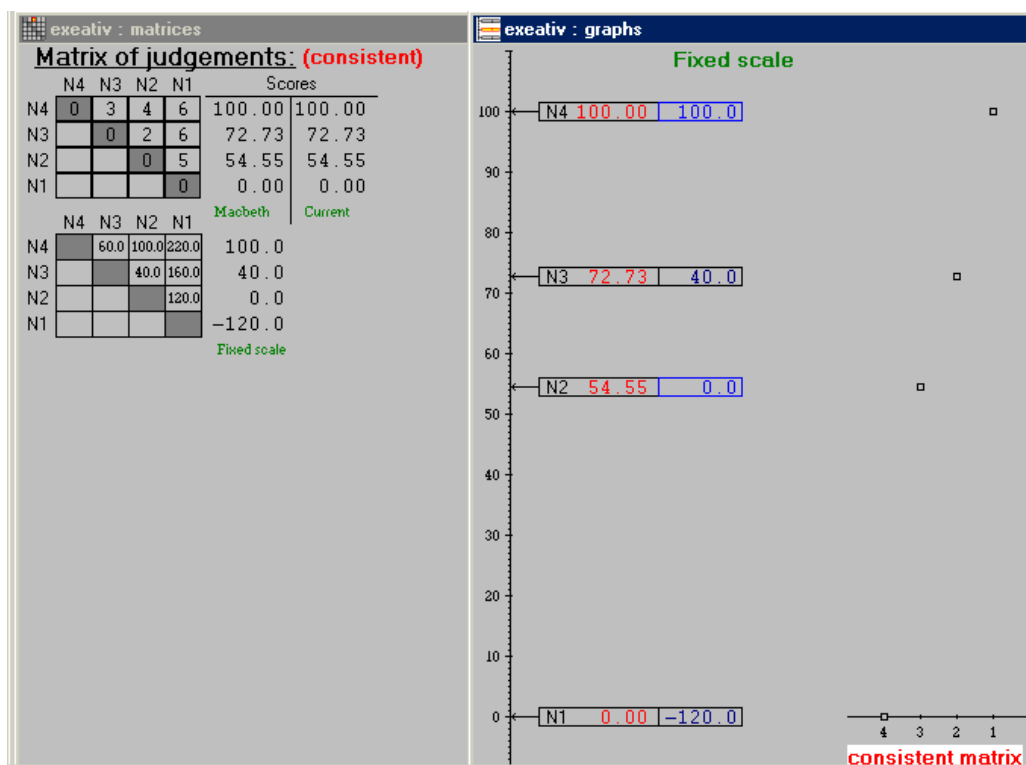 exeativ : matrices
Matrix of judgements: (consistent)
N4 N3 N2 N1 Scores
N4 0 3 4 6 100.00 100.00
N3 0 2 6 72.73 72.73
N2 0 5 54.55 54.55
N1 0 0.00 0.00
Macbeth Current
N4 N3 N2 N1
N4 60.0 100.0 220.0 100.0
N3 40.0 160.0 40.0
N2 120.0 0.0
N1 -120.0
Fixed scale
exeativ : graphs
Fixed scale
100 N4 100.00 100.0
90
80
N3 72.73 40.0
70
60
N2 54.55 0.0
50
40
30
20
10
0 N1 0.00 -120.0
4 3 2 1
consistent matrix